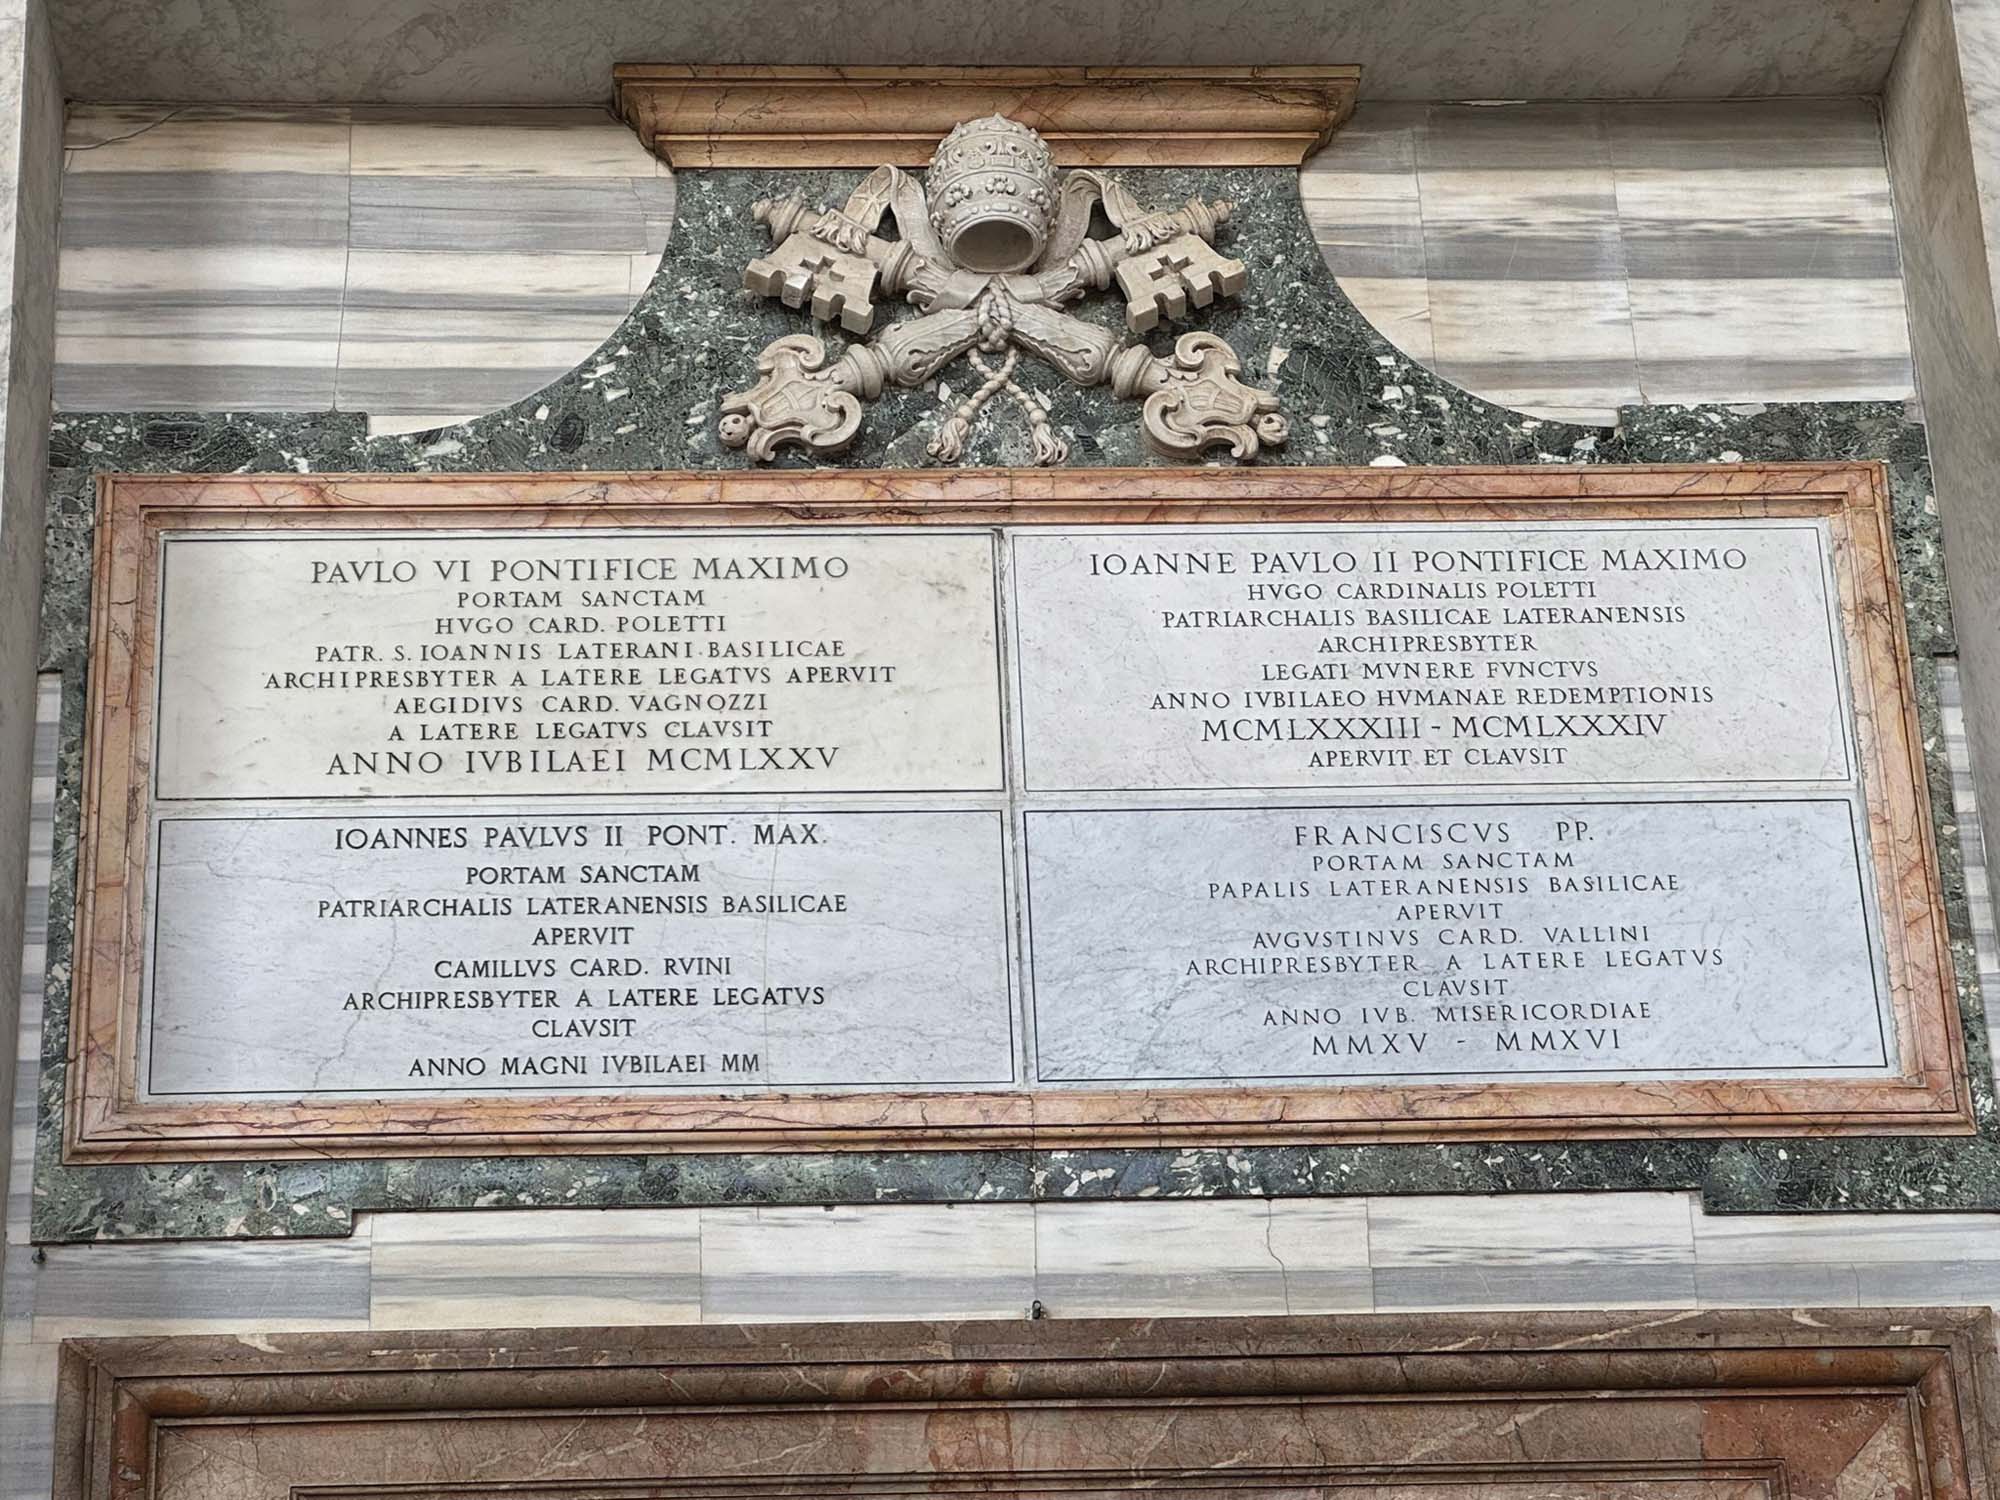 PAVLO VI PONTIFICE MAXIMO
PORTAM SANCTAM
HVGO CARD. POLETTI
PATR. S. IOANNIS LATERANI BASILICAE
ARCHIPRESBYTER A LATERE LEGATVS APERVIT
AEGIDIVS CARD. VAGNOZZI
A LATERE LEGATVS CLAVSIT
ANNO IVBILAEI MCMLXXV
IOANNE PAVLO II PONTIFICE MAXIMO
HVGO CARDINALIS POLETTI
PATRIARCHALIS BASILICAE LATERANENSIS
ARCHIPRESBYTER
LEGATI MVNERE FVNCTVS
ANNO IVBILAEO HVMANAE REDEMPTIONIS
MCMLXXXIII - MCMLXXXIV
APERVIT ET CLAVSIT
IOANNES PAVLVS II PONT. MAX.
PORTAM SANCTAM
PATRIARCHALIS LATERANENSIS BASILICAE
APERVIT
CAMILLVS CARD. RVINI
ARCHIPRESBYTER A LATERE LEGATVS
CLAVSIT
ANNO MAGNI IVBILAEI MM
FRANCISCVS PP.
PORTAM SANCTAM
PAPALIS LATERANENSIS BASILICAE
APERVIT
AVGVSTINVS CARD. VALLINI
ARCHIPRESBYTER A LATERE LEGATVS
CLAVSIT
ANNO IVB. MISERICORDIAE
MMXV - MMXVI